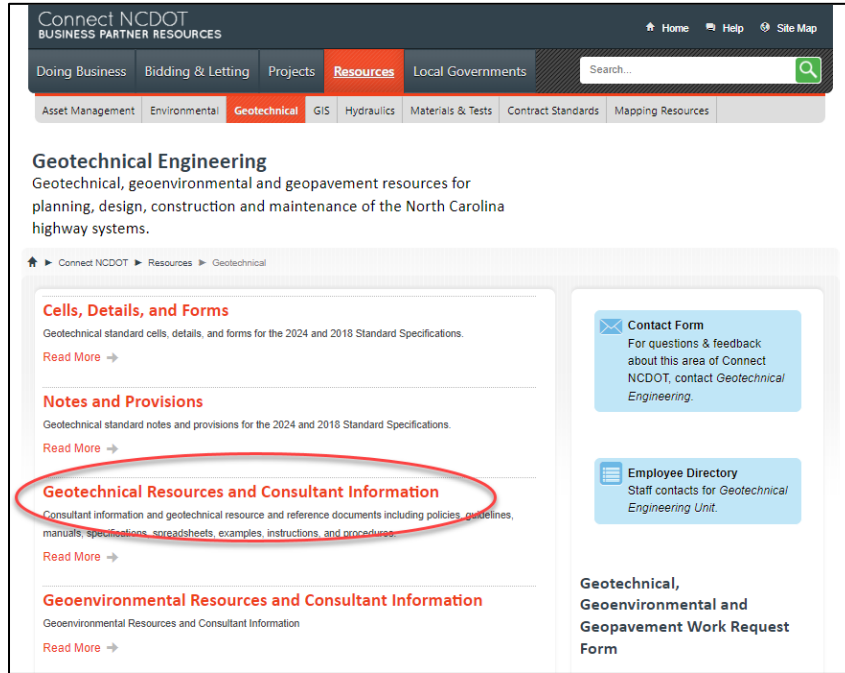 Connect NCDOT
BUSINESS PARTNER RESOURCES
Home Help Site Map
Doing Business Bidding & Letting Projects Resources Local Governments Search...
Asset Management Environmental Geotechnical GIS Hydraulics Materials & Tests Contract Standards Mapping Resources
Geotechnical Engineering
Geotechnical, geoenvironmental and geopavement resources for
planning, design, construction and maintenance of the North Carolina
highway systems.
Connect NCDOT ► Resources ► Geotechnical
Cells, Details, and Forms
Geotechnical standard cells, details, and forms for the 2024 and 2018 Standard Specifications.
Read More
Notes and Provisions
Geotechnical standard notes and provisions for the 2024 and 2018 Standard Specifications.
Read More
Geotechnical Resources and Consultant Information
Consultant information and geotechnical resource and reference documents including policies, guidelines,
manuals, specifications, spreadsheets, examples, instructions, and procedures.
Read More
Geoenvironmental Resources and Consultant Information
Geoenvironmental Resources and Consultant Information
Read More
Contact Form
For questions & feedback
about this area of Connect
NCDOT, contact Geotechnical
Engineering.
Employee Directory
Staff contacts for Geotechnical
Engineering Unit.
Geotechnical,
Geoenvironmental and
Geopavement Work Request
Form